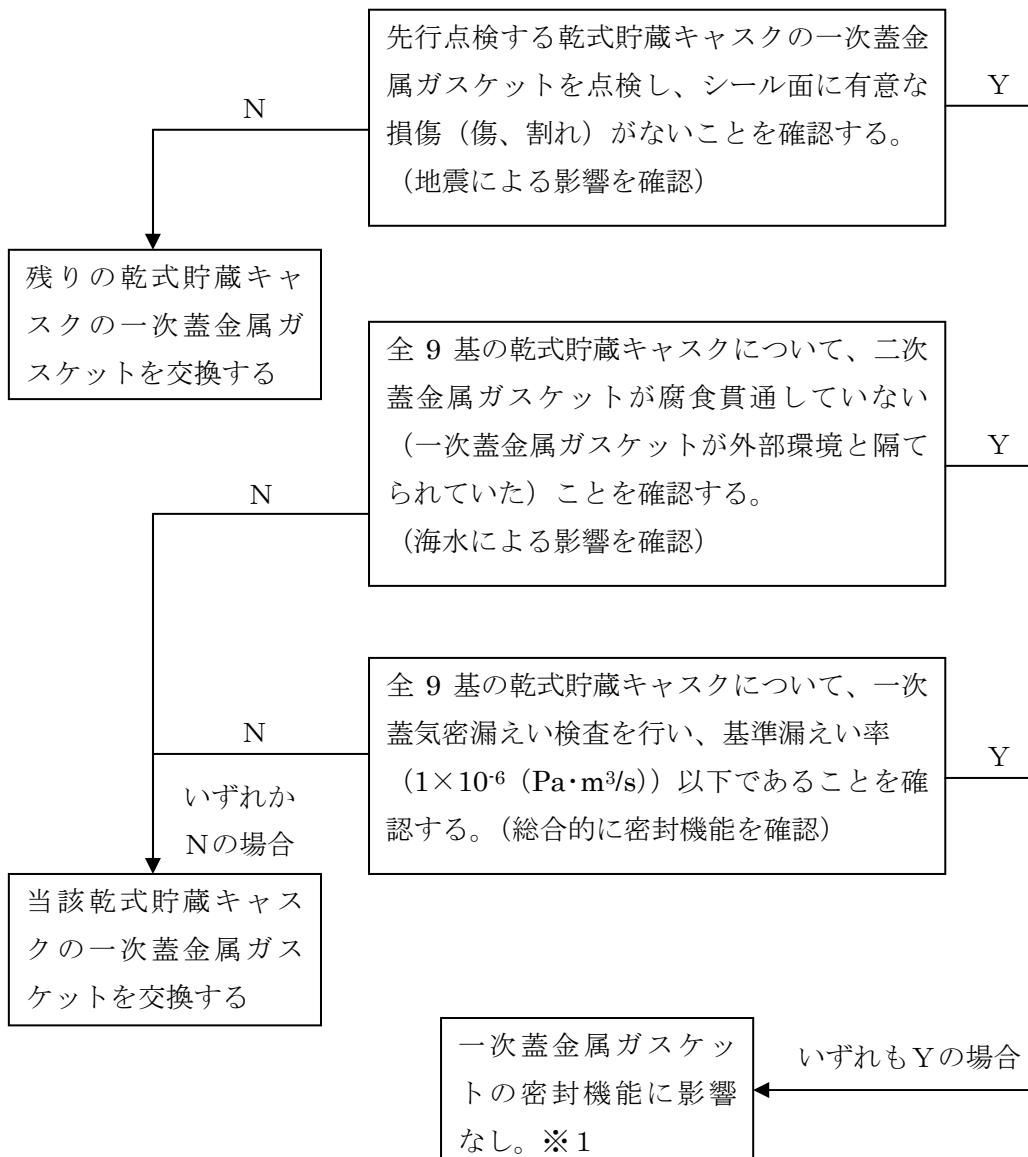 先行点検する乾式貯蔵キャスクの一次蓋金
属ガスケットを点検し、シール面に有意な
損傷（傷、割れ）がないことを確認する。
（地震による影響を確認）
N
Y
残りの乾式貯蔵キャ
スクの一次蓋金属ガ
スケットを交換する
全 9 基の乾式貯蔵キャスクについて、二次
蓋金属ガスケットが腐食貫通していない
（一次蓋金属ガスケットが外部環境と隔て
られていた）ことを確認する。
（海水による影響を確認）
N
Y
全 9 基の乾式貯蔵キャスクについて、一次
蓋気密漏えい検査を行い、基準漏えい率
（1×10⁻⁶（Pa・m³/s））以下であることを確
認する。（総合的に密封機能を確認）
N
Y
いずれか
Nの場合
当該乾式貯蔵キャス
クの一次蓋金属ガス
ケットを交換する
一次蓋金属ガスケッ
トの密封機能に影響
なし。※１
いずれもYの場合